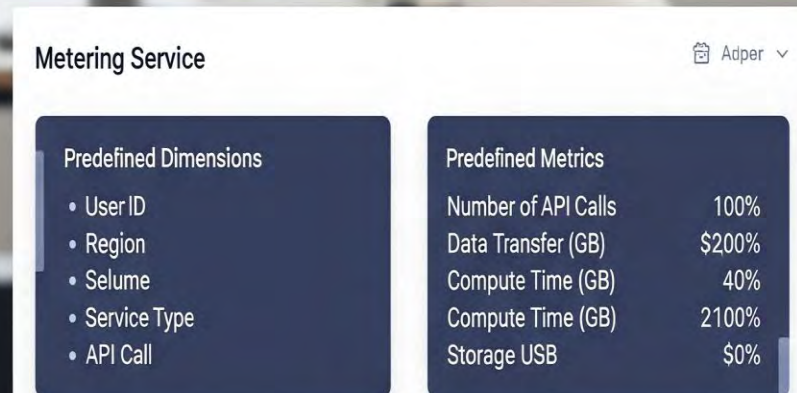 Metering Service
Adper
Predefined Dimensions
• User ID
• Region
• Selume
• Service Type
• API Call
Predefined Metrics
Number of API Calls 100%
Data Transfer (GB) $200%
Compute Time (GB) 40%
Compute Time (GB) 2100%
Storage USB $0%